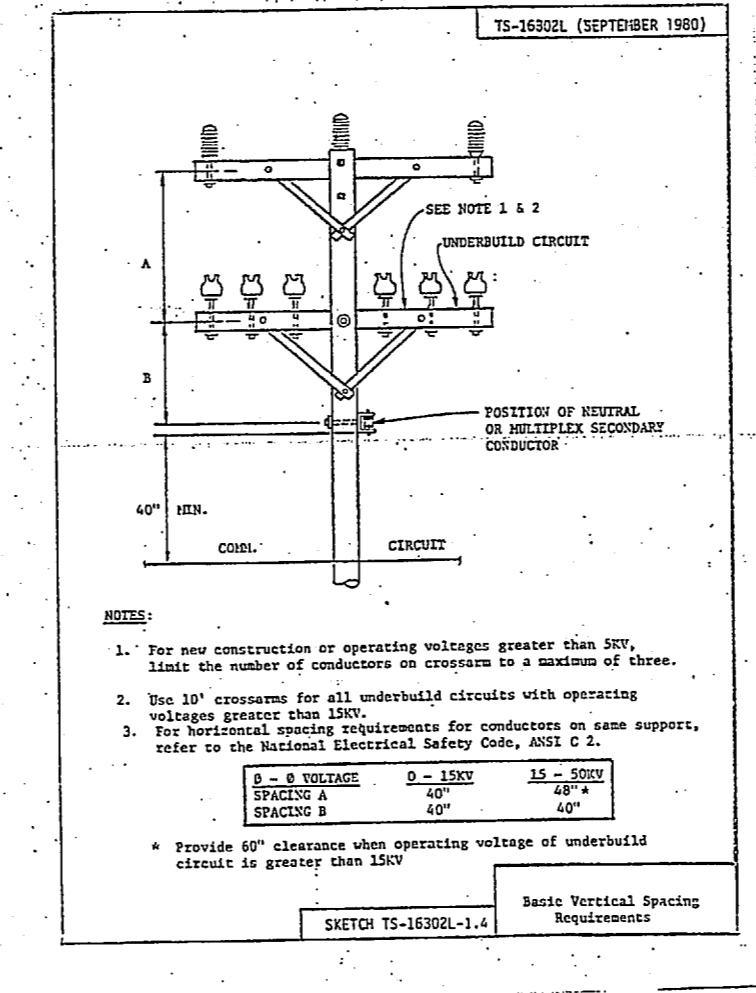 TS-16302L (SEPTEMBER 1980)
SEE NOTE 1 & 2
UNDERBUILD CIRCUIT
A
B
POSITION OF NEUTRAL
OR MULTIPLEX SECONDARY
CONDUCTOR
40" MIN.
COMM. CIRCUIT
NOTES:
1. For new construction or operating voltages greater than 5KV,
limit the number of conductors on crossarm to a maximum of three.
2. Use 10' crossarms for all underbuild circuits with operating
voltages greater than 15KV.
3. For horizontal spacing requirements for conductors on same support,
refer to the National Electrical Safety Code, ANSI C 2.
Ø - Ø VOLTAGE 0 - 15KV 15 - 50KV
SPACING A 40" 48"*
SPACING B 40" 40"
* Provide 60" clearance when operating voltage of underbuild
circuit is greater than 15KV
Basic Vertical Spacing
Requirements
SKETCH TS-16302L-1.4